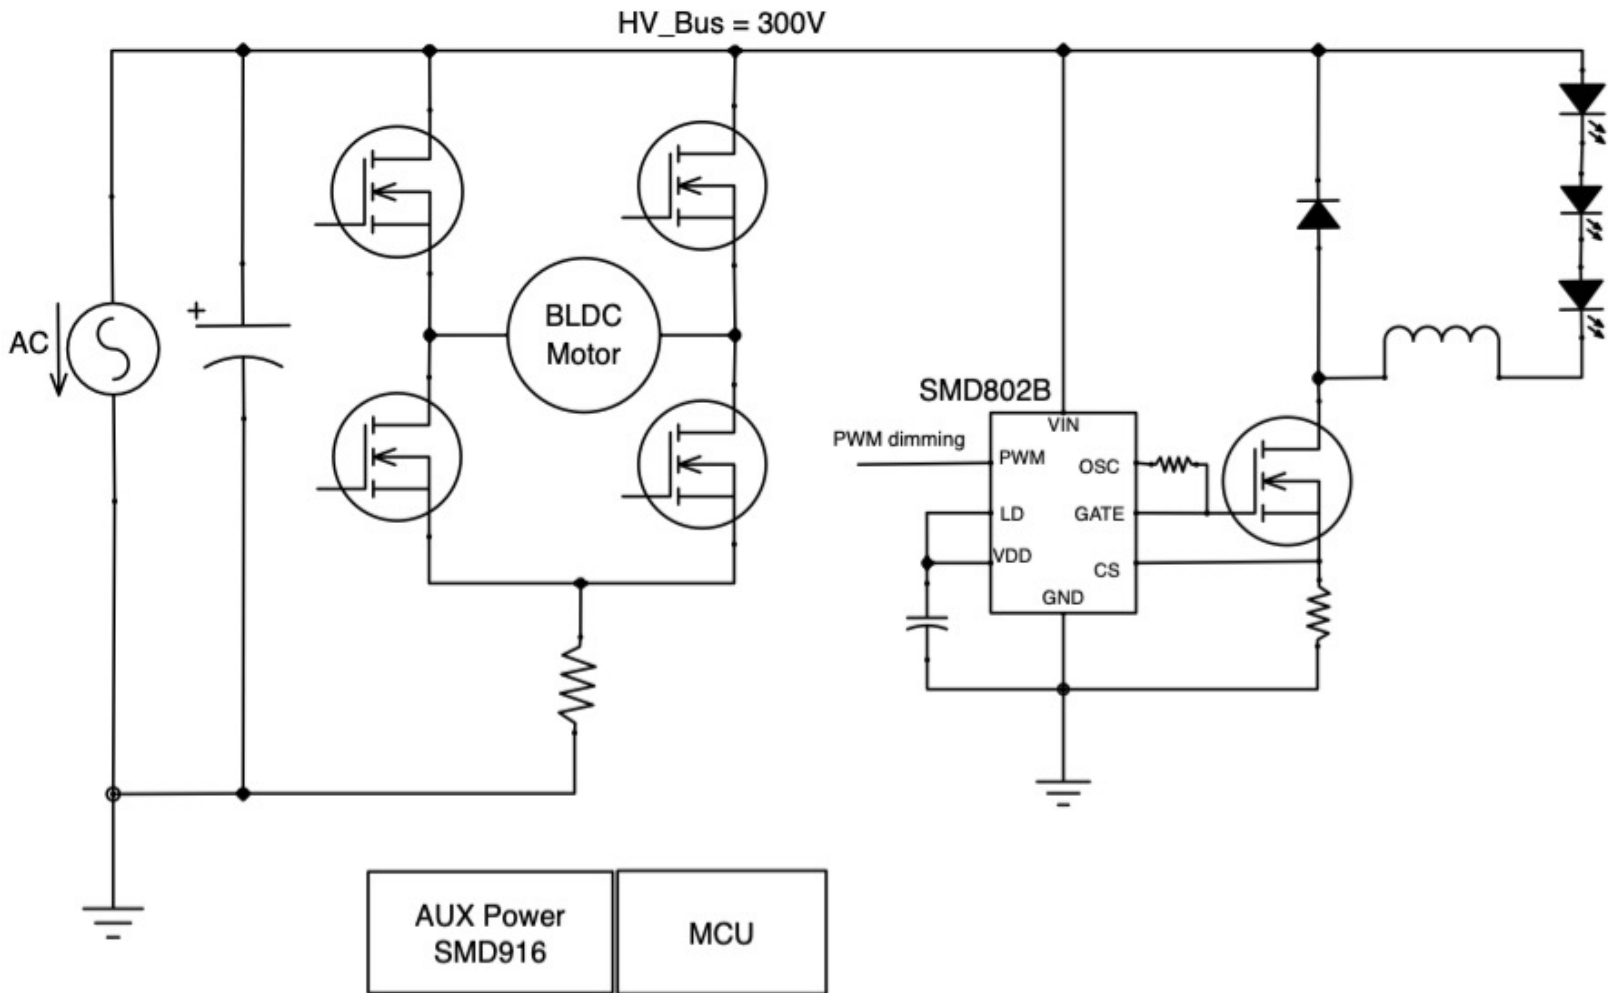 HV_Bus = 300V
AC
+
BLDC
Motor
SMD802B
PWM dimming
VIN
PWM
OSC
LD
GATE
VDD
CS
GND
AUX Power
SMD916
MCU